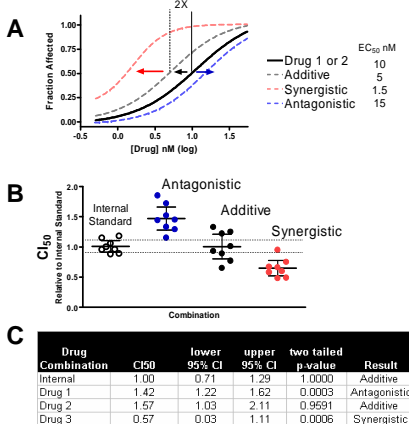 A
2X
Fraction Affected
1.00
0.75
0.50
0.25
0.00
-0.5 0.0 0.5 1.0 1.5
[Drug] nM (log)
EC50 nM
Drug 1 or 2 10
Additive 5
Synergistic 1.5
Antagonistic 15
B
CI50
Relative to Internal Standard
2.0
1.5
1.0
0.5
0.0
Internal
Standard
Antagonistic
Additive
Synergistic
Combination
C
Drug Combination CI50 lower 95% CI upper 95% CI two tailed p-value Result
Internal 1.00 0.71 1.29 1.0000 Additive
Drug 1 1.42 1.22 1.62 0.0003 Antagonistic
Drug 2 1.57 1.03 2.11 0.9591 Additive
Drug 3 0.57 0.03 1.11 0.0006 Synergistic